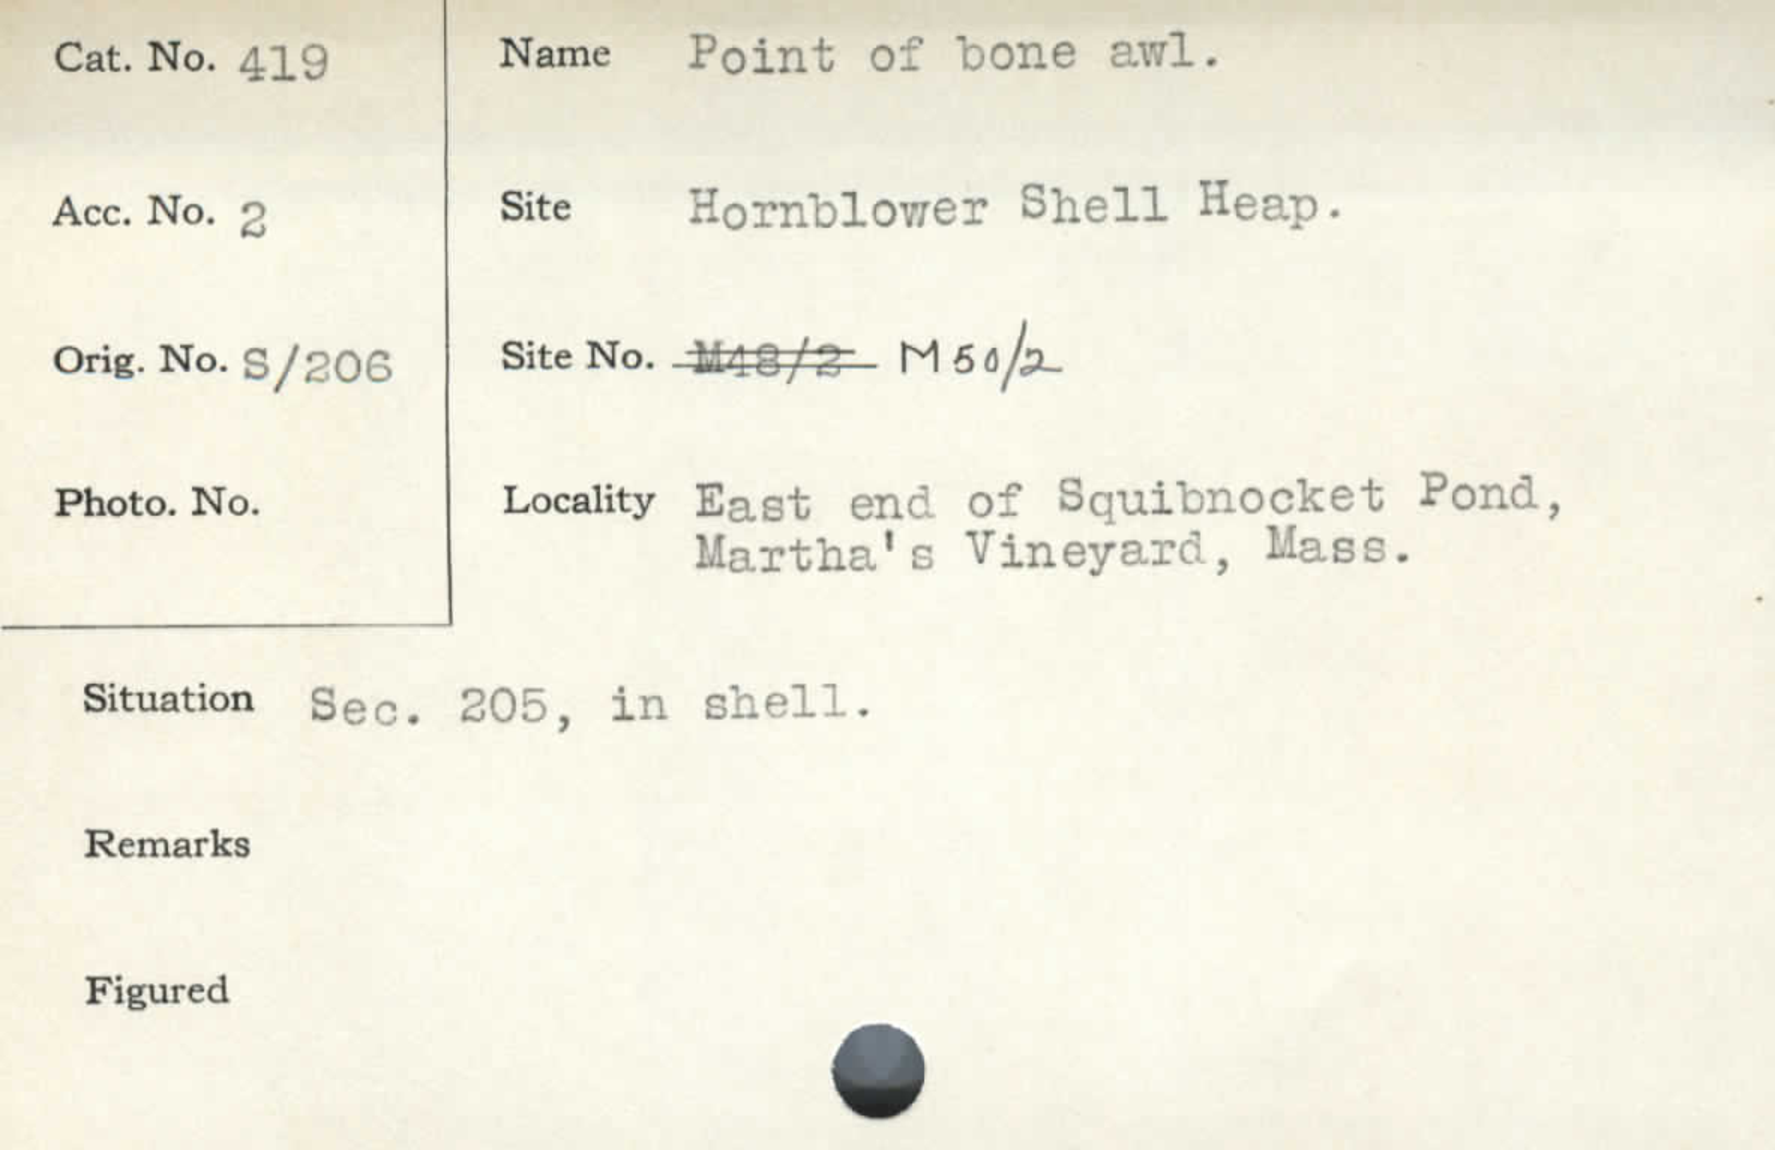 Cat. No. 419
Name Point of bone awl.
Acc. No. 2
Site Hornblower Shell Heap.
Orig. No. S/206
Site No. M48/2 M50/2
Photo. No.
Locality East end of Squibnocket Pond,
Martha's Vineyard, Mass.
Situation Sec. 205, in shell.
Remarks
Figured